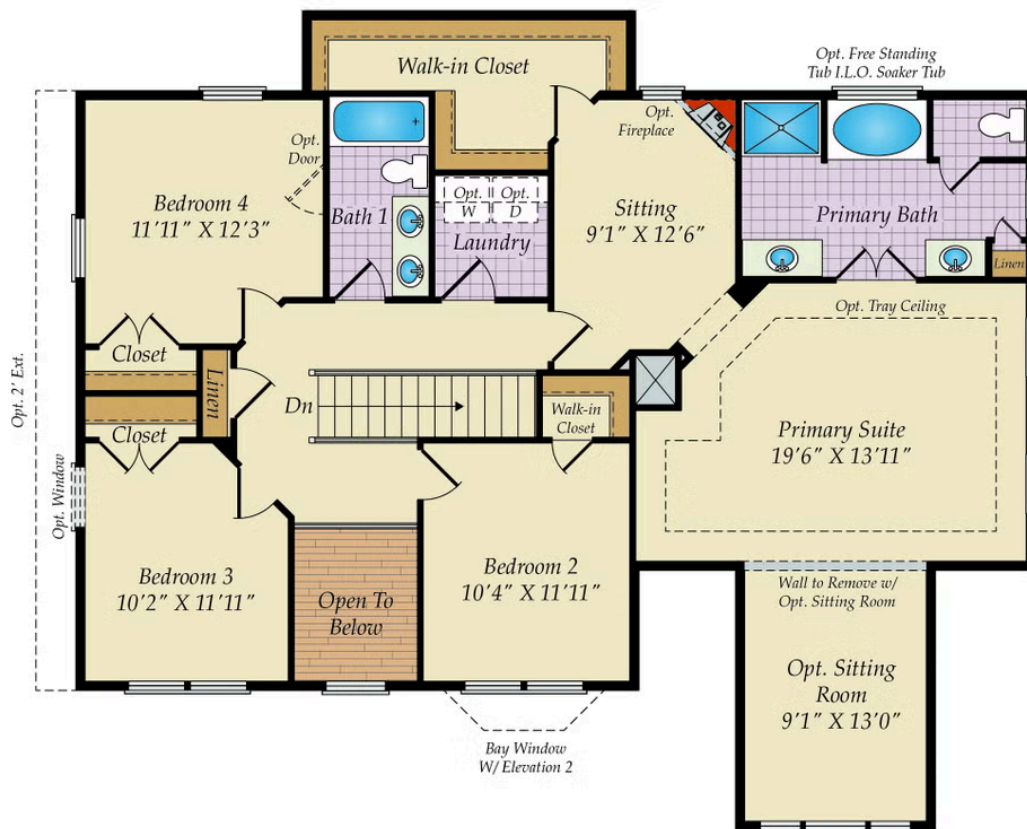 Opt. Free Standing
Tub I.L.O. Soaker Tub
Walk-in Closet
Opt.
Fireplace
Opt.
Door
Bedroom 4
11'11" X 12'3"
Bath 1
Opt.
W
Opt.
D
Laundry
Sitting
9'1" X 12'6"
Primary Bath
Linen
Opt. Tray Ceiling
Closet
Linen
Opt. 2' Ext.
Dn
Walk-in
Closet
Closet
Primary Suite
19'6" X 13'11"
Opt. Window
Bedroom 3
10'2" X 11'11"
Open To
Below
Bedroom 2
10'4" X 11'11"
Wall to Remove w/
Opt. Sitting Room
Opt. Sitting
Room
9'1" X 13'0"
Bay Window
W/ Elevation 2